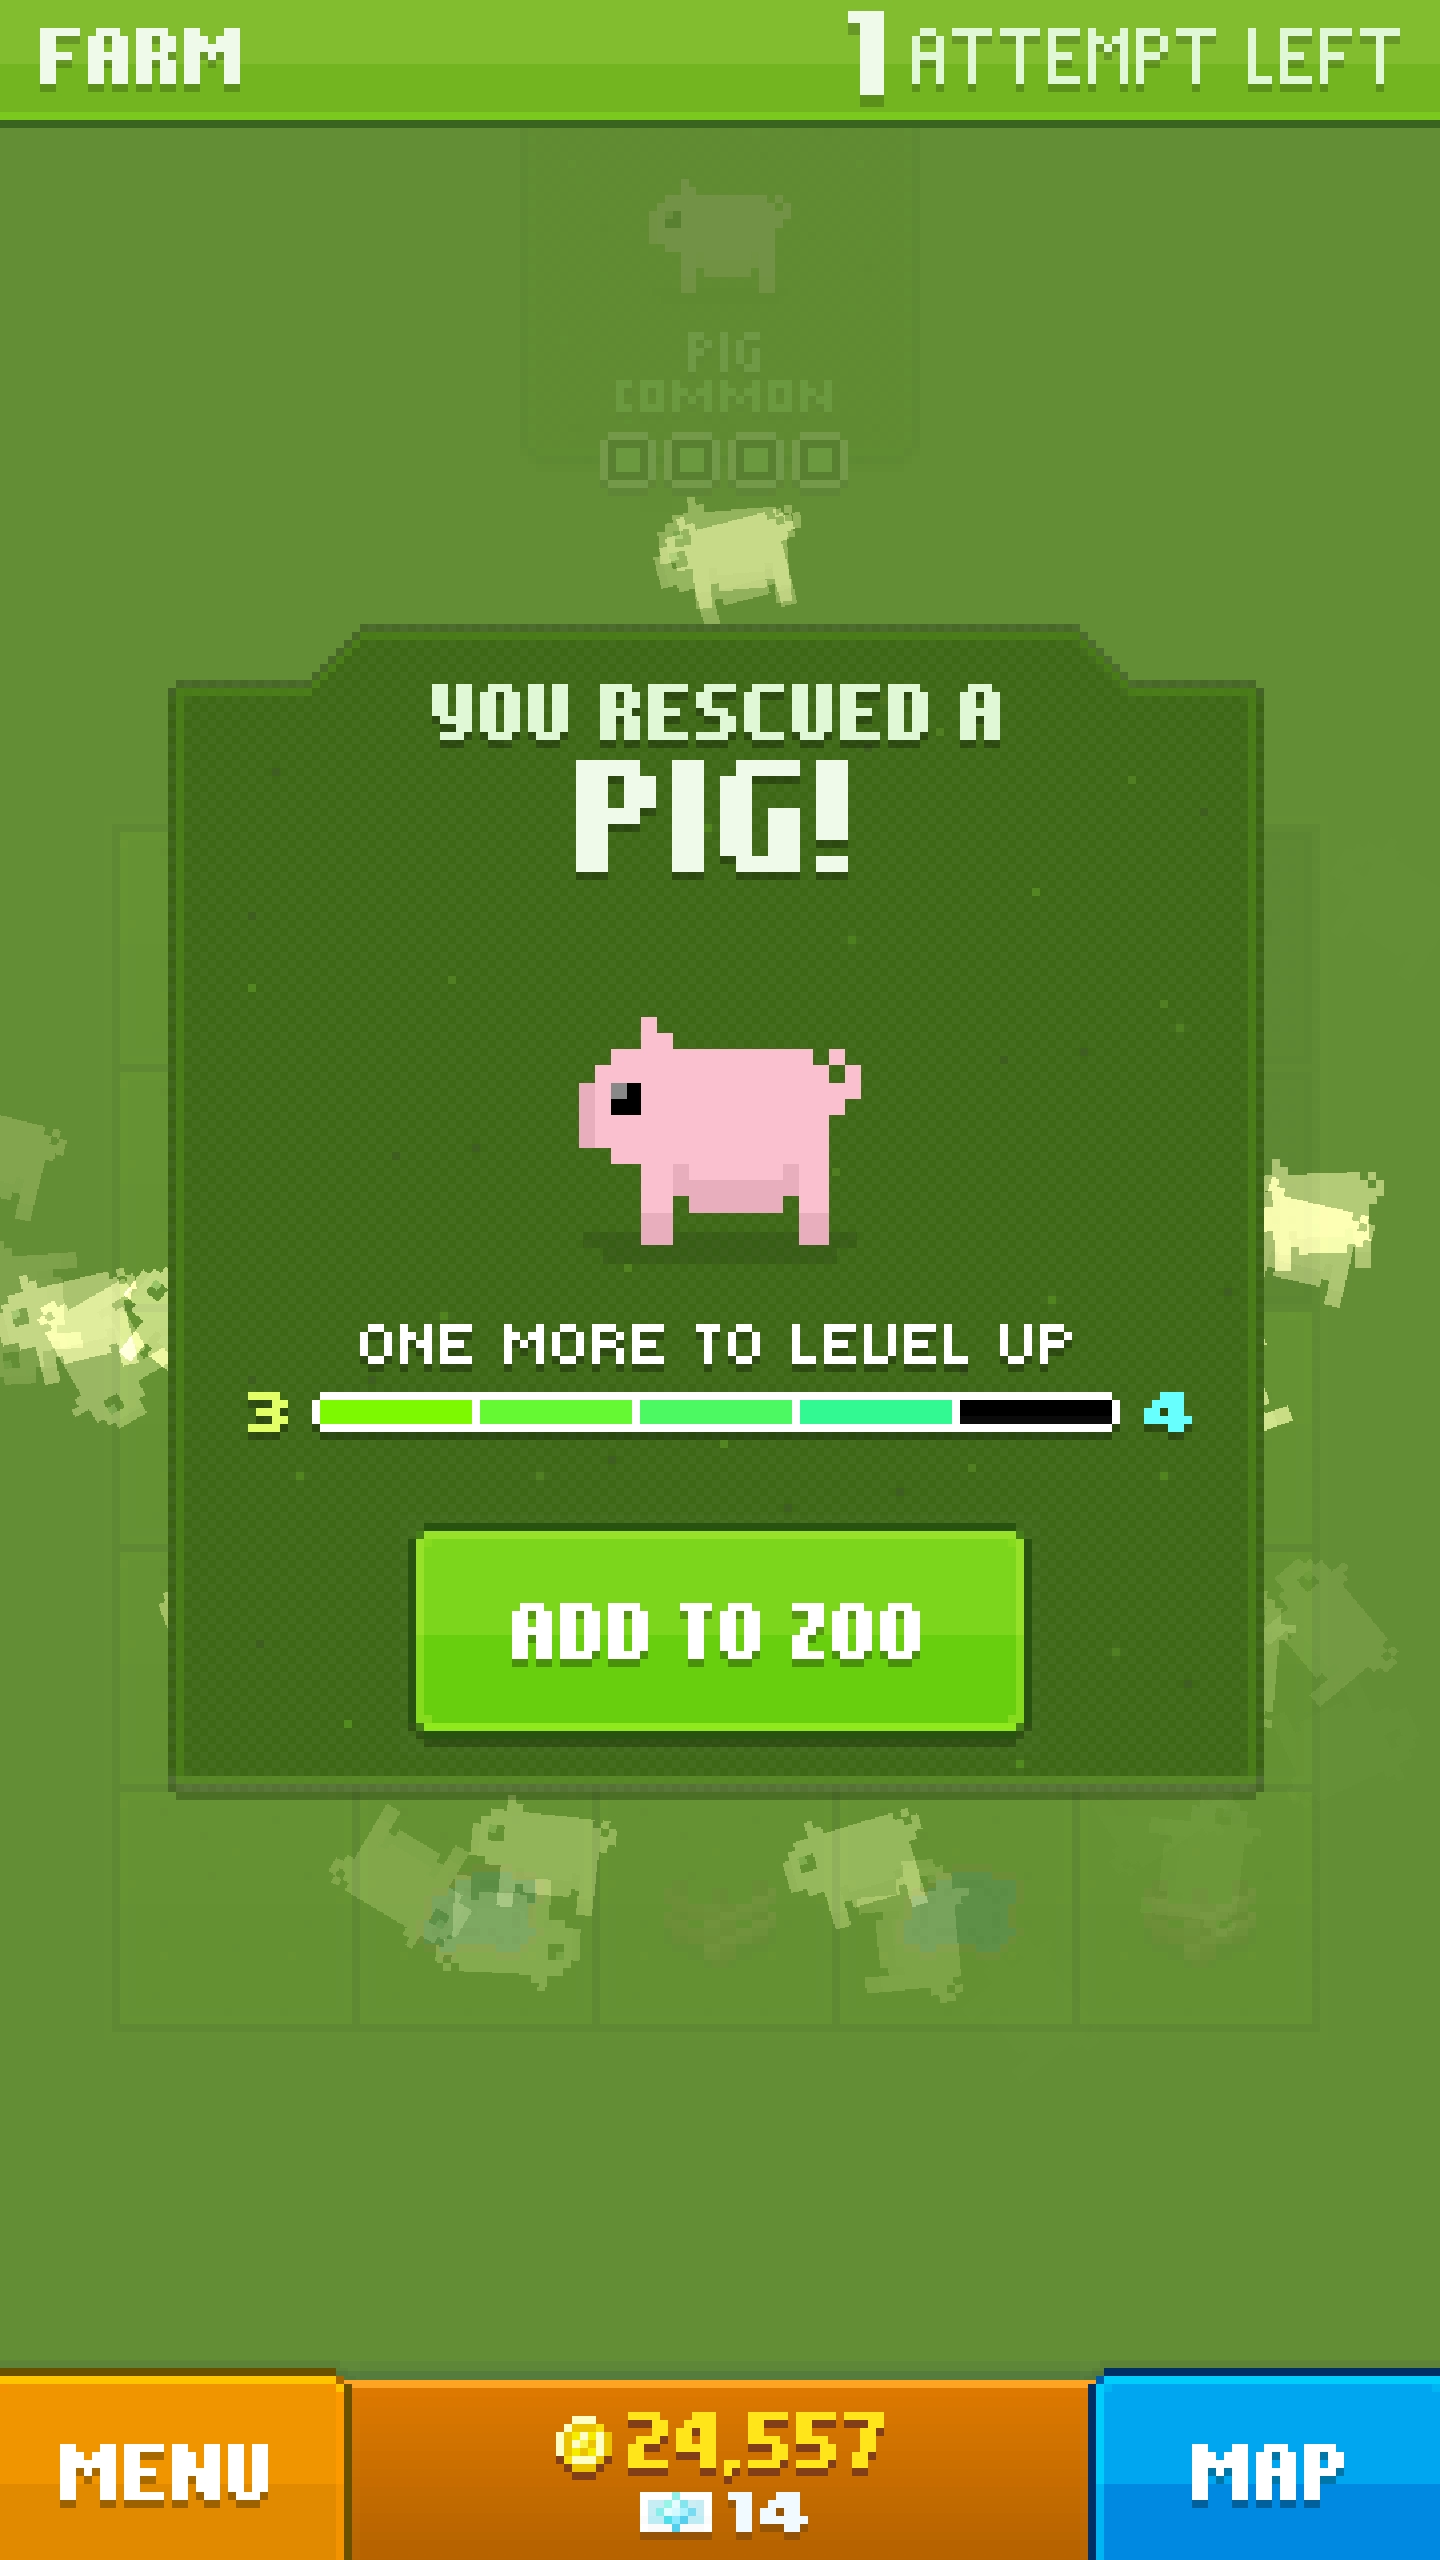 FARM
1 ATTEMPT LEFT
PIG
COMMON
YOU RESCUED A
PIG!
ONE MORE TO LEVEL UP
3 4
ADD TO ZOO
MENU
24,557
14
MAP